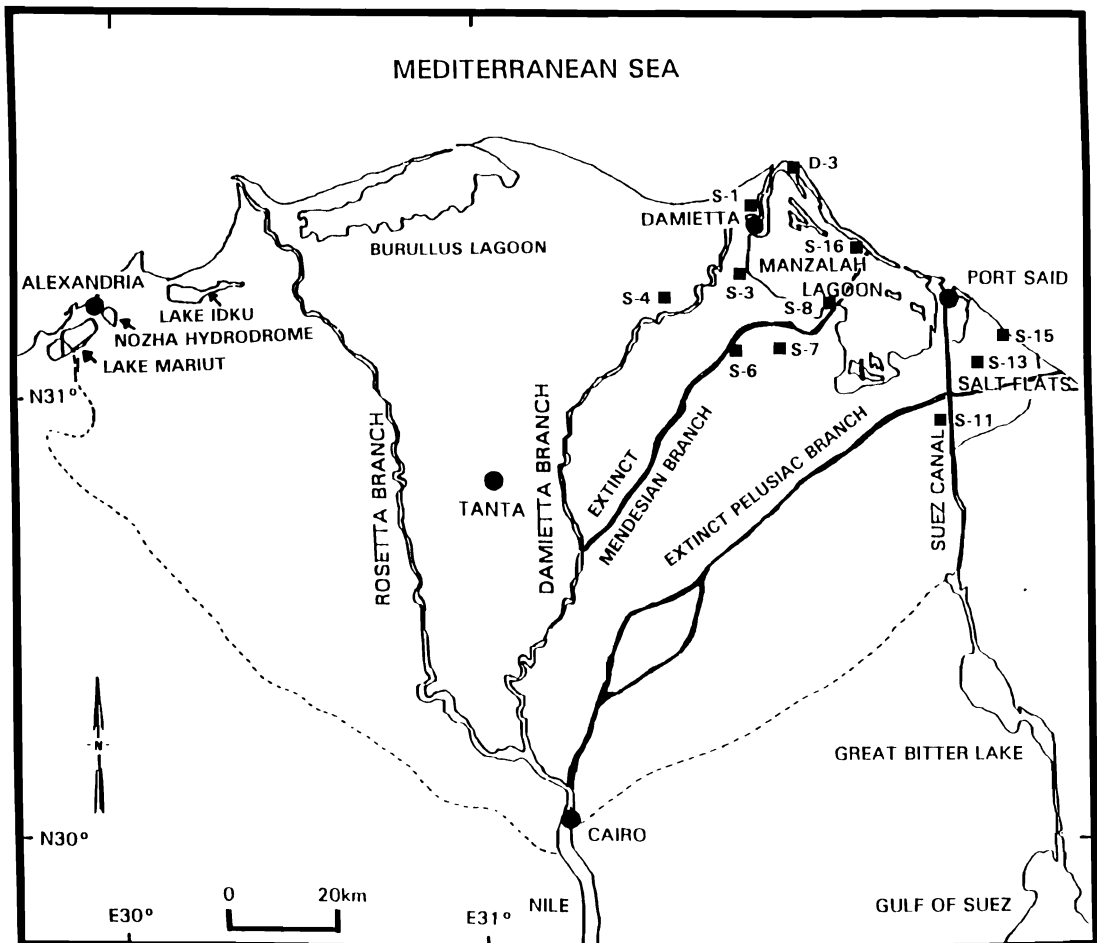 MEDITERRANEAN SEA
D-3
S-1
DAMIETTA
BURULLUS LAGOON
S-16
MANZALAH
LAGOON
ALEXANDRIA
PORT SAID
S-3
S-4
S-8
LAKE IDKU
NOZHA HYDRODROME
LAKE MARIUT
S-15
S-7
S-6
S-13
SALT FLATS
N31°
S-11
ROSETTA BRANCH
DAMIETTA BRANCH
EXTINCT
MENDESIAN BRANCH
EXTINCT PELUSIAC BRANCH
SUEZ CANAL
TANTA
N
GREAT BITTER LAKE
N30°
CAIRO
0
20km
NILE
GULF OF SUEZ
E30°
E31°